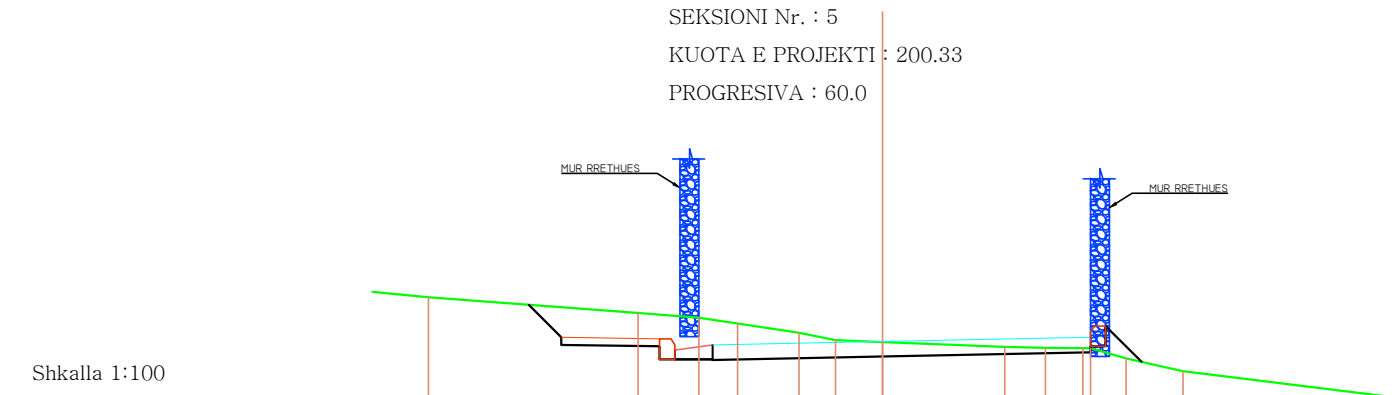 SEKSIONI Nr. : 5
KUOTA E PROJEKTI : 200.33
PROGRESIVA : 60.0
MUR RRETHUES
MUR RRETHUES
Shkalla 1:100